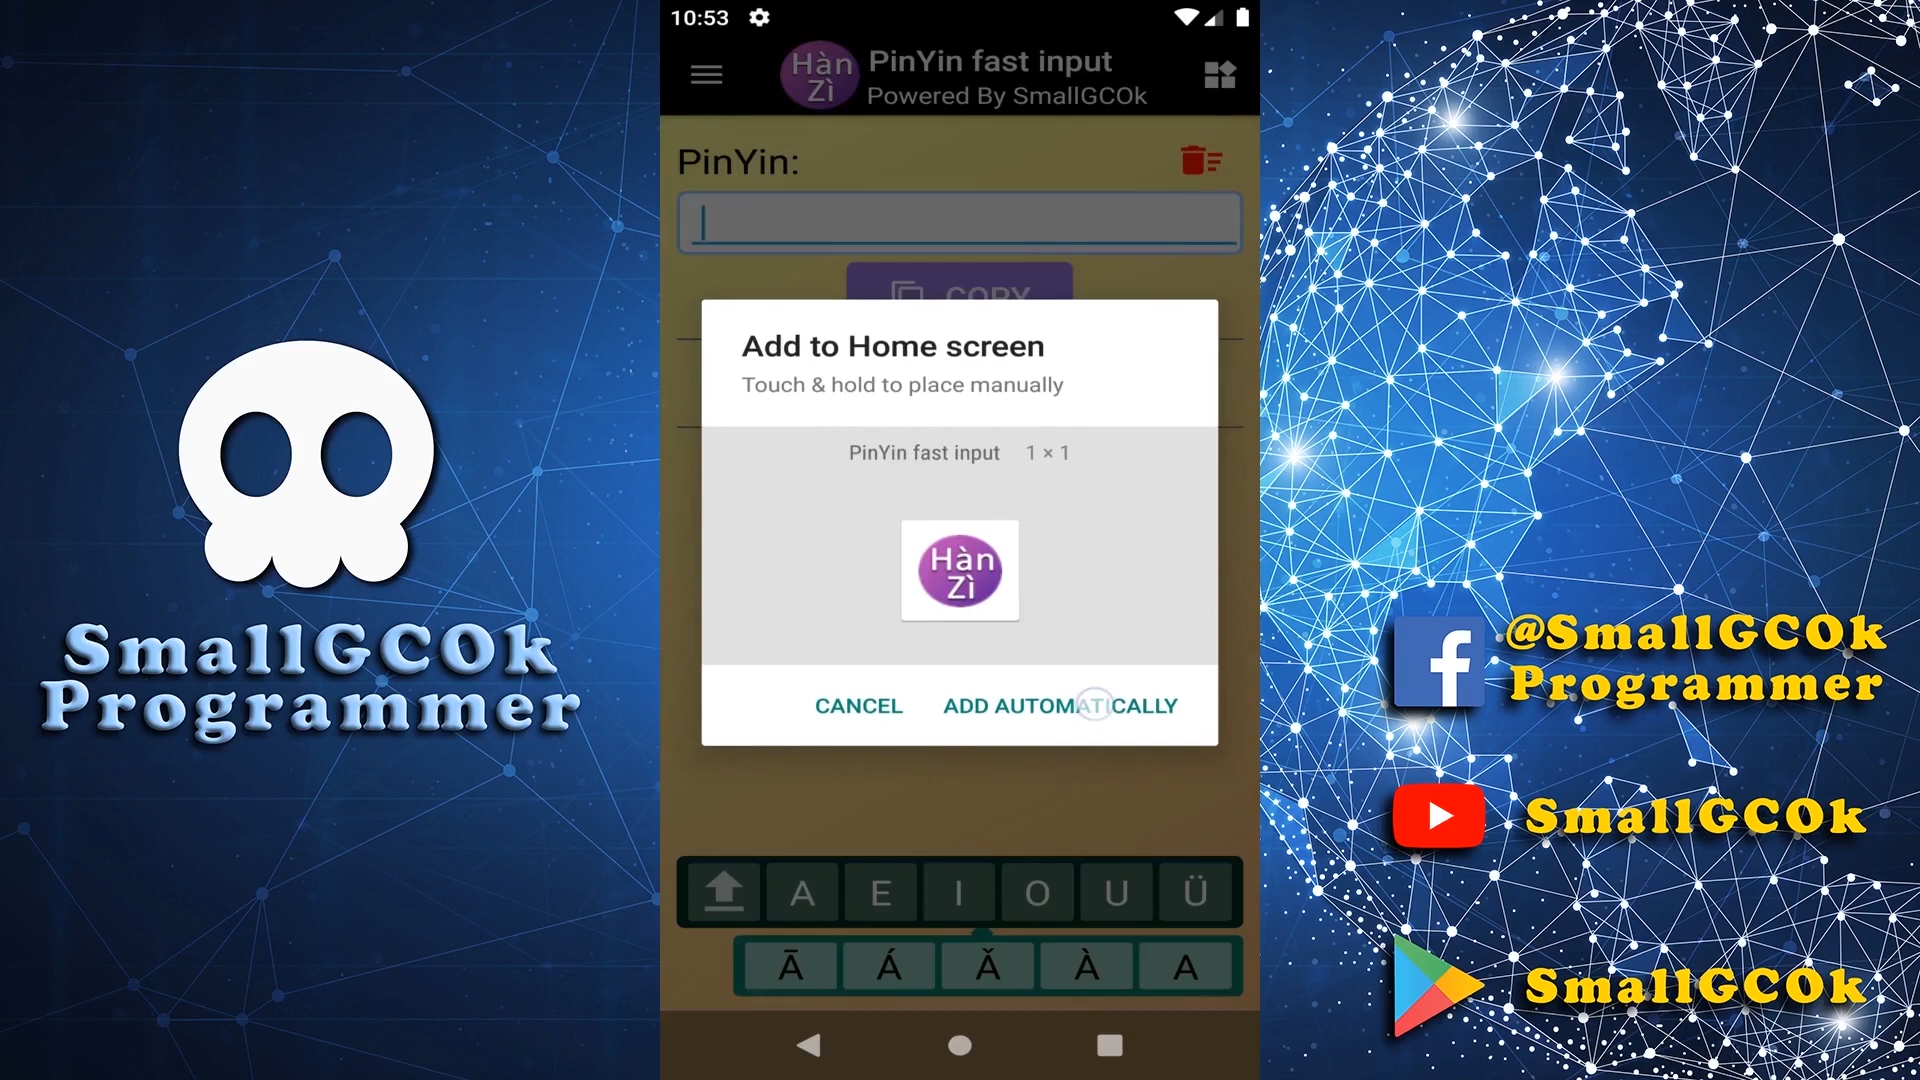 SmallGCOk
Programmer
10:53
Hàn
Zì
PinYin fast input
Powered By SmallGCOk
PinYin:
COPY
Add to Home screen
Touch & hold to place manually
PinYin fast input 1 × 1
Hàn
Zì
CANCEL ADD AUTOMATICALLY
A E I O U Ü
Ā Á Ǎ À A
@SmallGCOk
Programmer
SmallGCOk
SmallGCOk